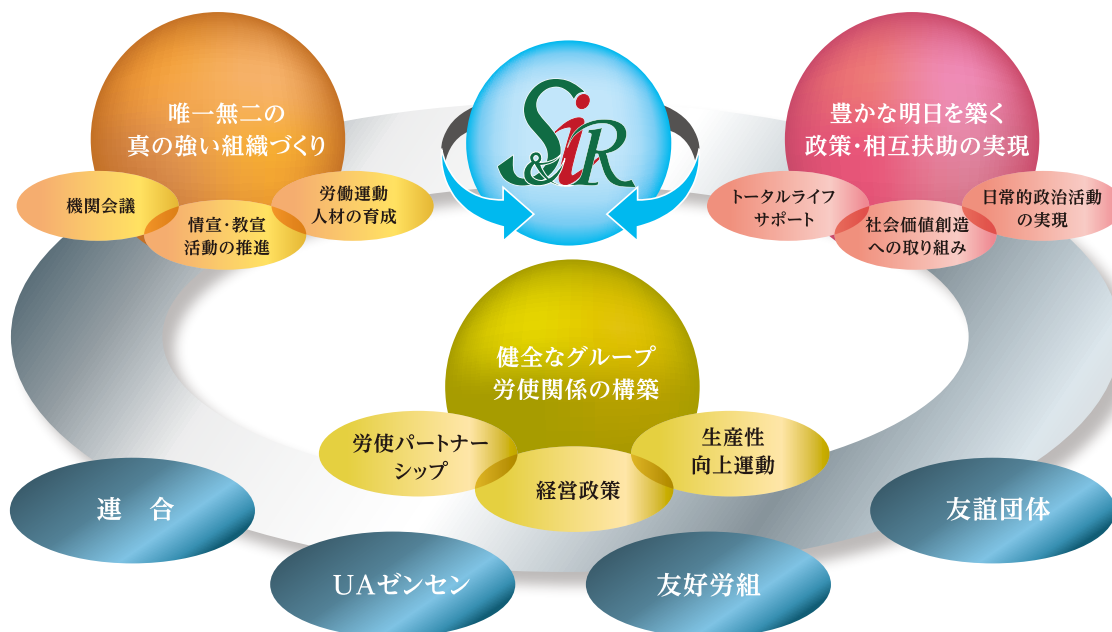 唯一無二の
真の強い組織づくり
機関会議
情宣・教宣
活動の推進
労働運動
人材の育成
S&iR
豊かな明日を築く
政策・相互扶助の実現
トータルライフ
サポート
社会価値創造
への取り組み
日常的政治活動
の実現
健全なグループ
労使関係の構築
労使パートナー
シップ
経営政策
生産性
向上運動
連　合
UAゼンセン
友好労組
友誼団体